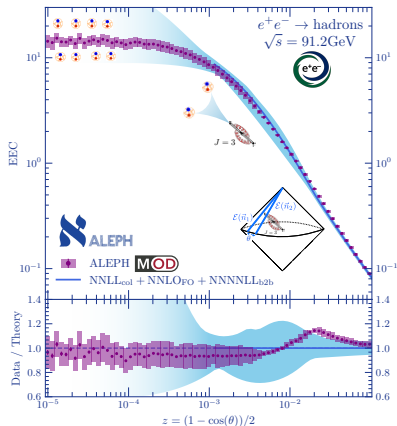 e⁺e⁻ → hadrons
√s = 91.2GeV
e⁺e⁻
10¹
J = 3
EEC
10⁰
ℰ(n⃗₁)
ℰ(n⃗₂)
θ
ALEPH
ALEPH MOD
NNLL_col + NNLO_FO + NNNNLL_b2b
10⁻¹
1.4 1.4
1.2 1.2
1.0 1.0
0.8 0.8
0.6 0.6
Data / Theory
10⁻⁵ 10⁻⁴ 10⁻³ 10⁻²
z = (1 − cos(θ))/2